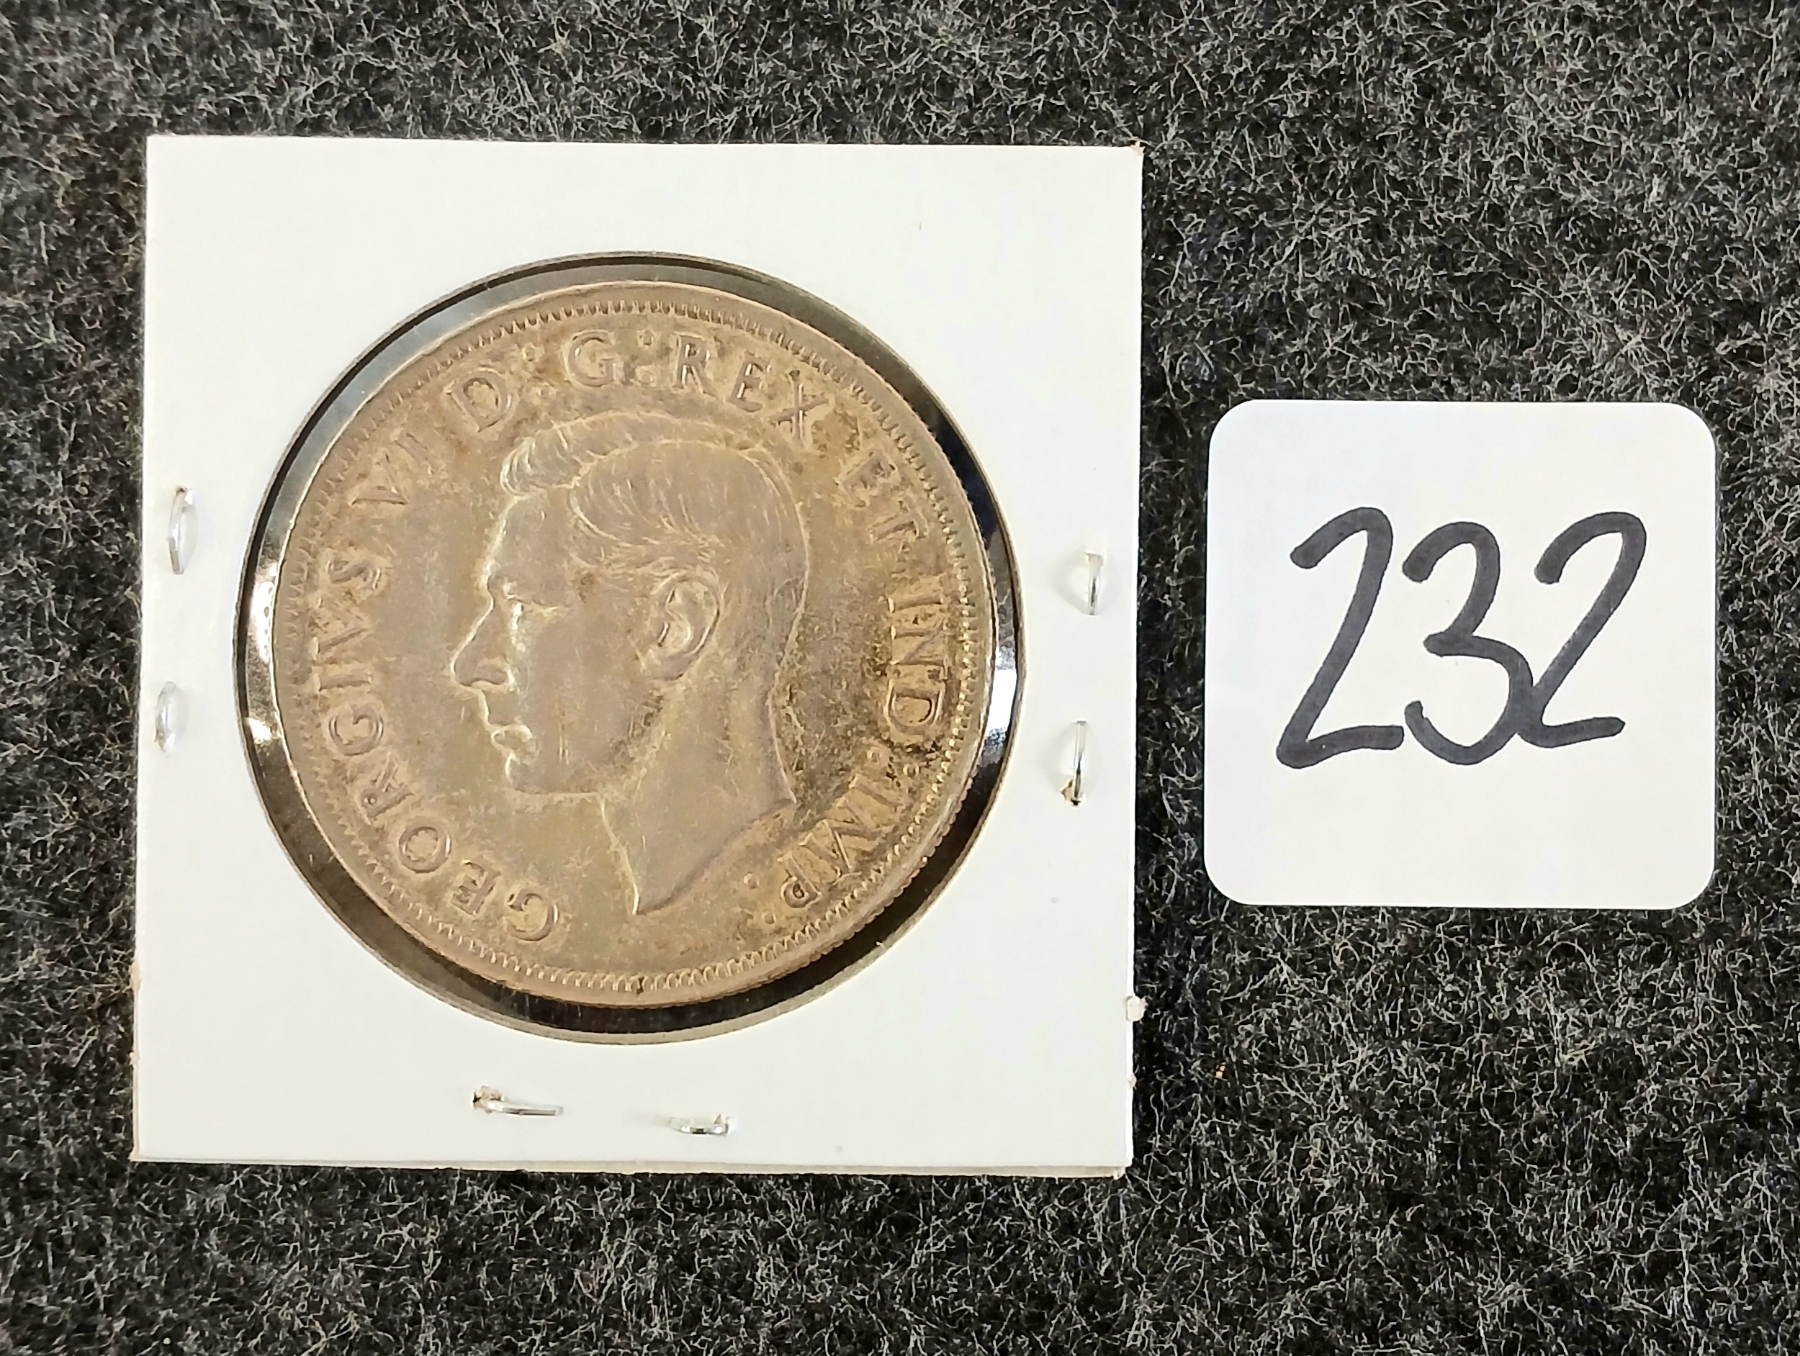 GEORGIVS VI D:G:REX ET IND:IMP:
232